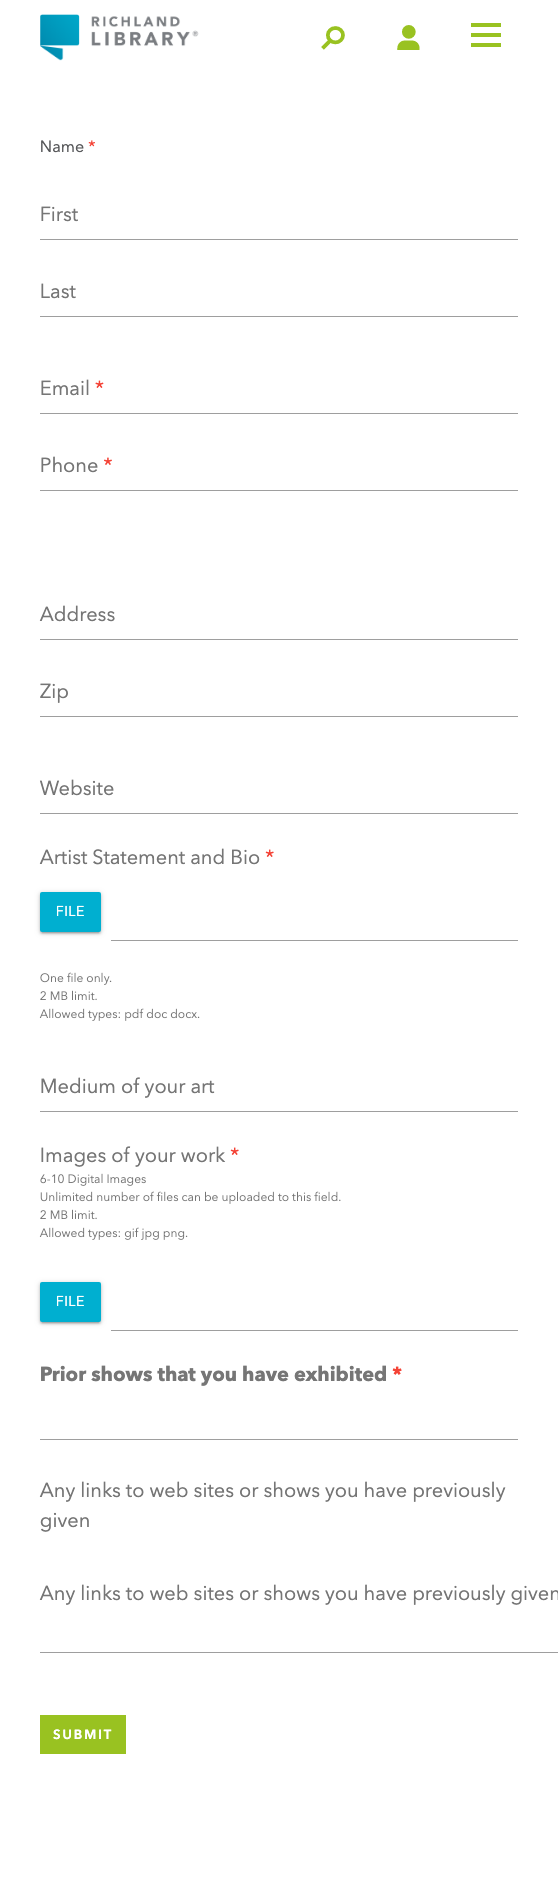 RICHLAND
LIBRARY®
Name *
First
Last
Email *
Phone *
Address
Zip
Website
Artist Statement and Bio *
FILE
One file only.
2 MB limit.
Allowed types: pdf doc docx.
Medium of your art
Images of your work *
6-10 Digital Images
Unlimited number of files can be uploaded to this field.
2 MB limit.
Allowed types: gif jpg png.
FILE
Prior shows that you have exhibited *
Any links to web sites or shows you have previously
given
Any links to web sites or shows you have previously given
SUBMIT